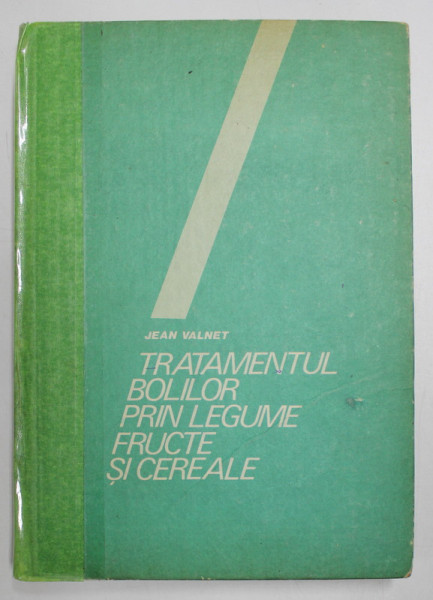 JEAN VALNET
TRATAMENTUL
BOLILOR
PRIN LEGUME
FRUCTE
ȘI CEREALE